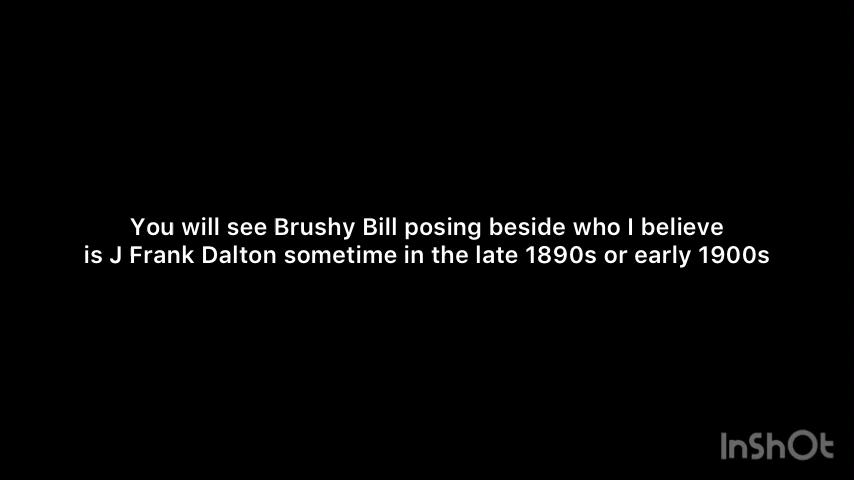 You will see Brushy Bill posing beside who I believe
is J Frank Dalton sometime in the late 1890s or early 1900s
InShOt